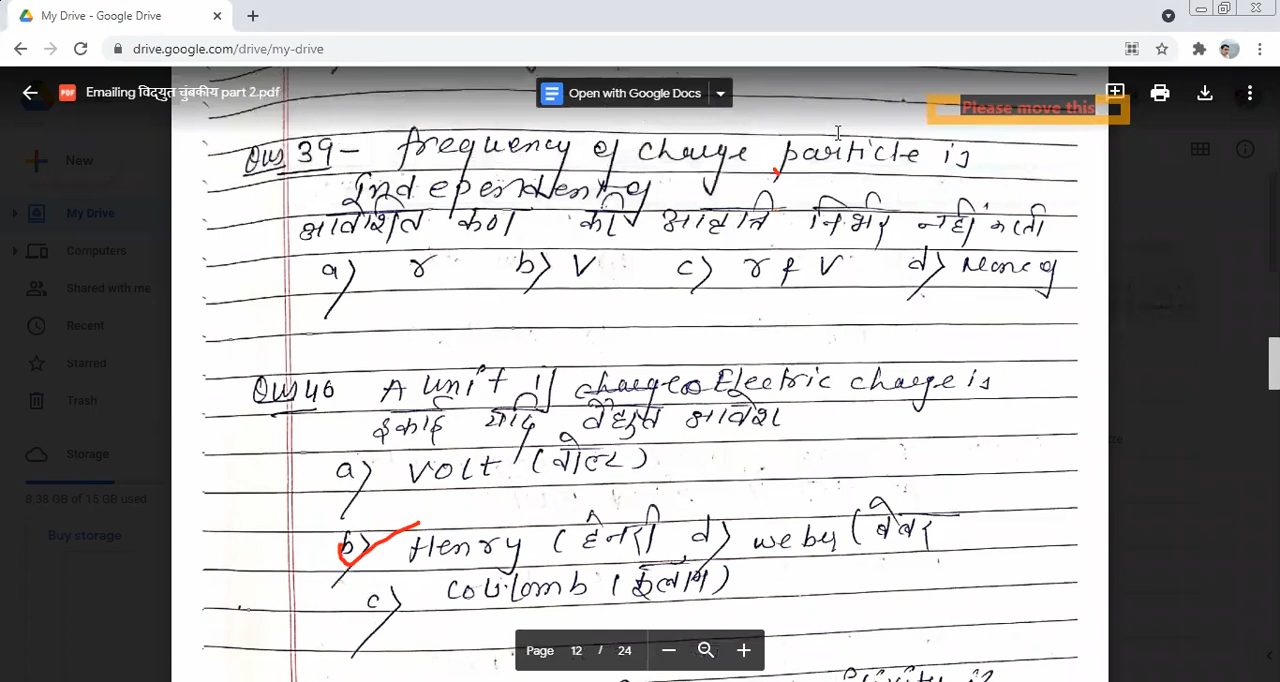 My Drive - Google Drive
drive.google.com/drive/my-drive
Emailing विद्युत चुंबकीय part 2.pdf
Open with Google Docs
Please move this
New
My Drive
Computers
Shared with me
Recent
Starred
Trash
Storage
8.38 GB of 15 GB used
Buy storage
Ques 39 - frequency of charge particle is
Independent of
आवेशित कण की आवृति निर्भर नहीं करती
a) r b) V c) r & V d) None of
Ques 40 A unit of charge Electric charge is
इकाई यदि वैद्युत आवेश
a) Volt (वोल्ट)
b) Henry (हेनरी d) weber (वेबर
c) Coulomb (कुलाम)
Page 12 / 24